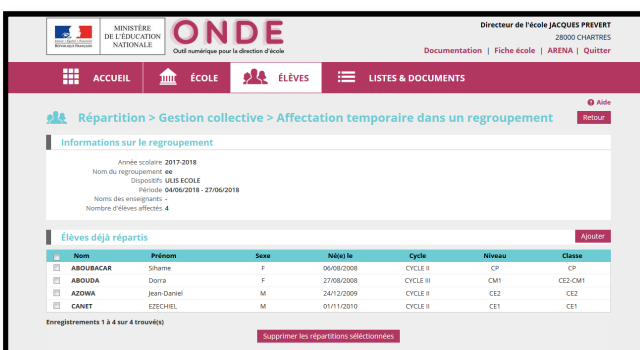 MINISTÈRE
DE L'ÉDUCATION
NATIONALE
ONDE
Outil numérique pour la direction d'école
Directeur de l'école JACQUES PREVERT
28000 CHARTRES
Documentation | Fiche école | ARENA | Quitter
ACCUEIL ÉCOLE ÉLÈVES LISTES & DOCUMENTS
Aide
Répartition > Gestion collective > Affectation temporaire dans un regroupement Retour
Informations sur le regroupement
Année scolaire 2017-2018
Nom du regroupement ee
Dispositifs ULIS ECOLE
Période 04/06/2018 - 27/06/2018
Noms des enseignants -
Nombre d'élèves affectés 4
Élèves déjà répartis Ajouter
Nom Prénom Sexe Né(e) le Cycle Niveau Classe
ABOUBACAR Sihame F 06/08/2008 CYCLE II CP CP
ABOUDA Dorra F 27/08/2008 CYCLE III CM1 CE2-CM1
AZOWA Jean-Daniel M 24/12/2009 CYCLE II CE2 CE2
CANET EZECHIEL M 01/11/2010 CYCLE II CE1 CE1
Enregistrements 1 à 4 sur 4 trouvé(s)
Supprimer les répartitions sélectionnées